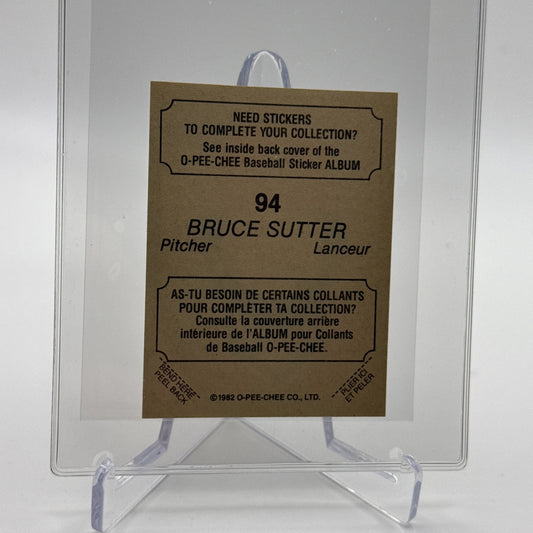 NEED STICKERS
TO COMPLETE YOUR COLLECTION?
See inside back cover of the
O-PEE-CHEE Baseball Sticker ALBUM
94
BRUCE SUTTER
Pitcher Lanceur
AS-TU BESOIN DE CERTAINS COLLANTS
POUR COMPLÈTER TA COLLECTION?
Consulte la couverture arrière
intérieure de l'ALBUM pour Collants
de Baseball O-PEE-CHEE.
BEND HERE
PEEL BACK
PLIER ICI
ET PELER
©1982 O-PEE-CHEE CO., LTD.